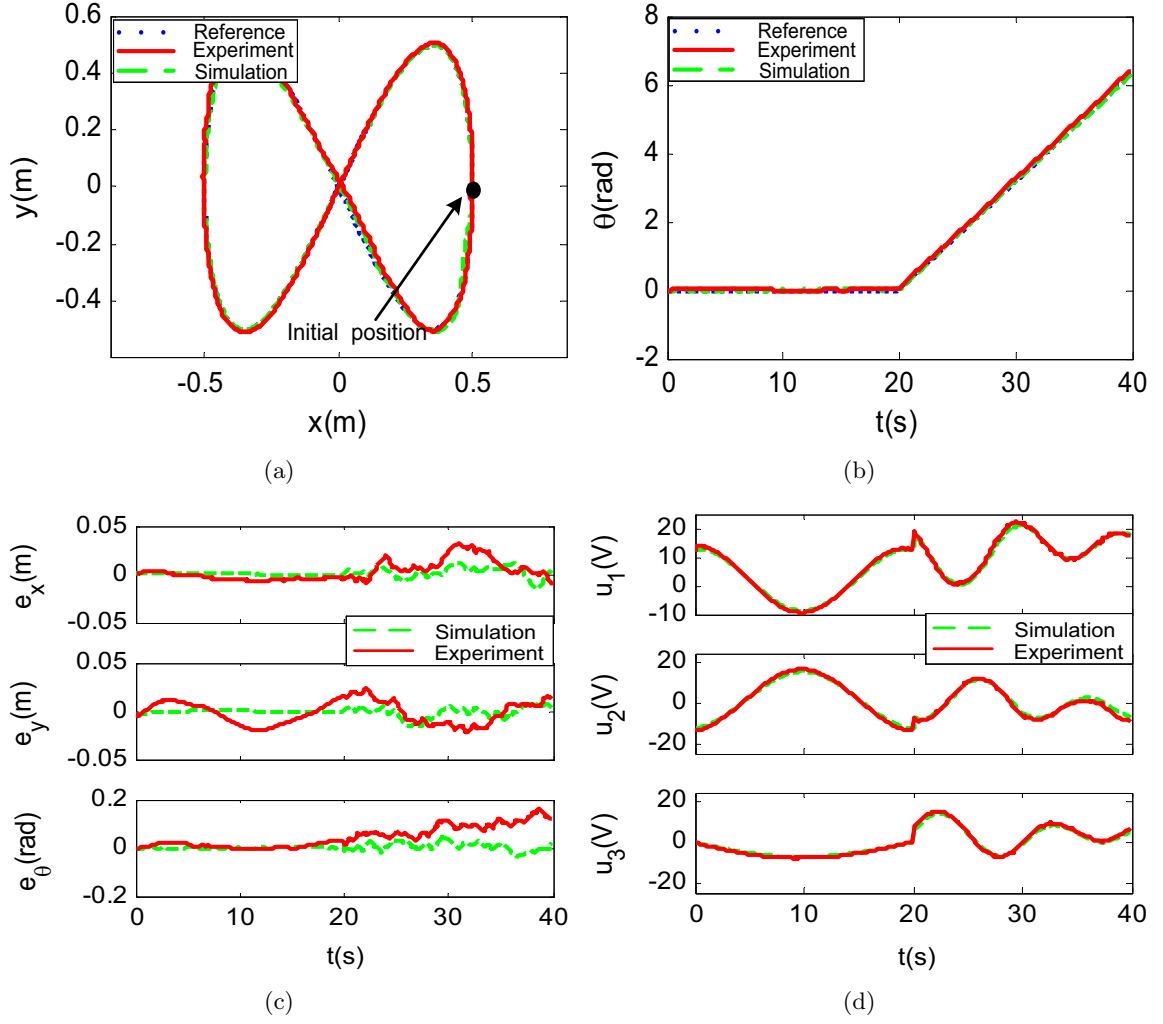 0.6
Reference
Experiment
Simulation
0.4
0.2
0
-0.2
-0.4
y(m)
Initial position
-0.5 0 0.5
x(m)
(a)
8
Reference
Experiment
Simulation
6
4
2
0
-2
θ(rad)
0 10 20 30 40
t(s)
(b)
0.05
0
-0.05
e_x(m)
Simulation
Experiment
0.05
0
-0.05
e_y(m)
0.2
0
-0.2
e_θ(rad)
0 10 20 30 40
t(s)
(c)
20
10
0
-10
u_1(V)
Simulation
Experiment
20
0
-20
u_2(V)
20
0
-20
u_3(V)
0 10 20 30 40
t(s)
(d)